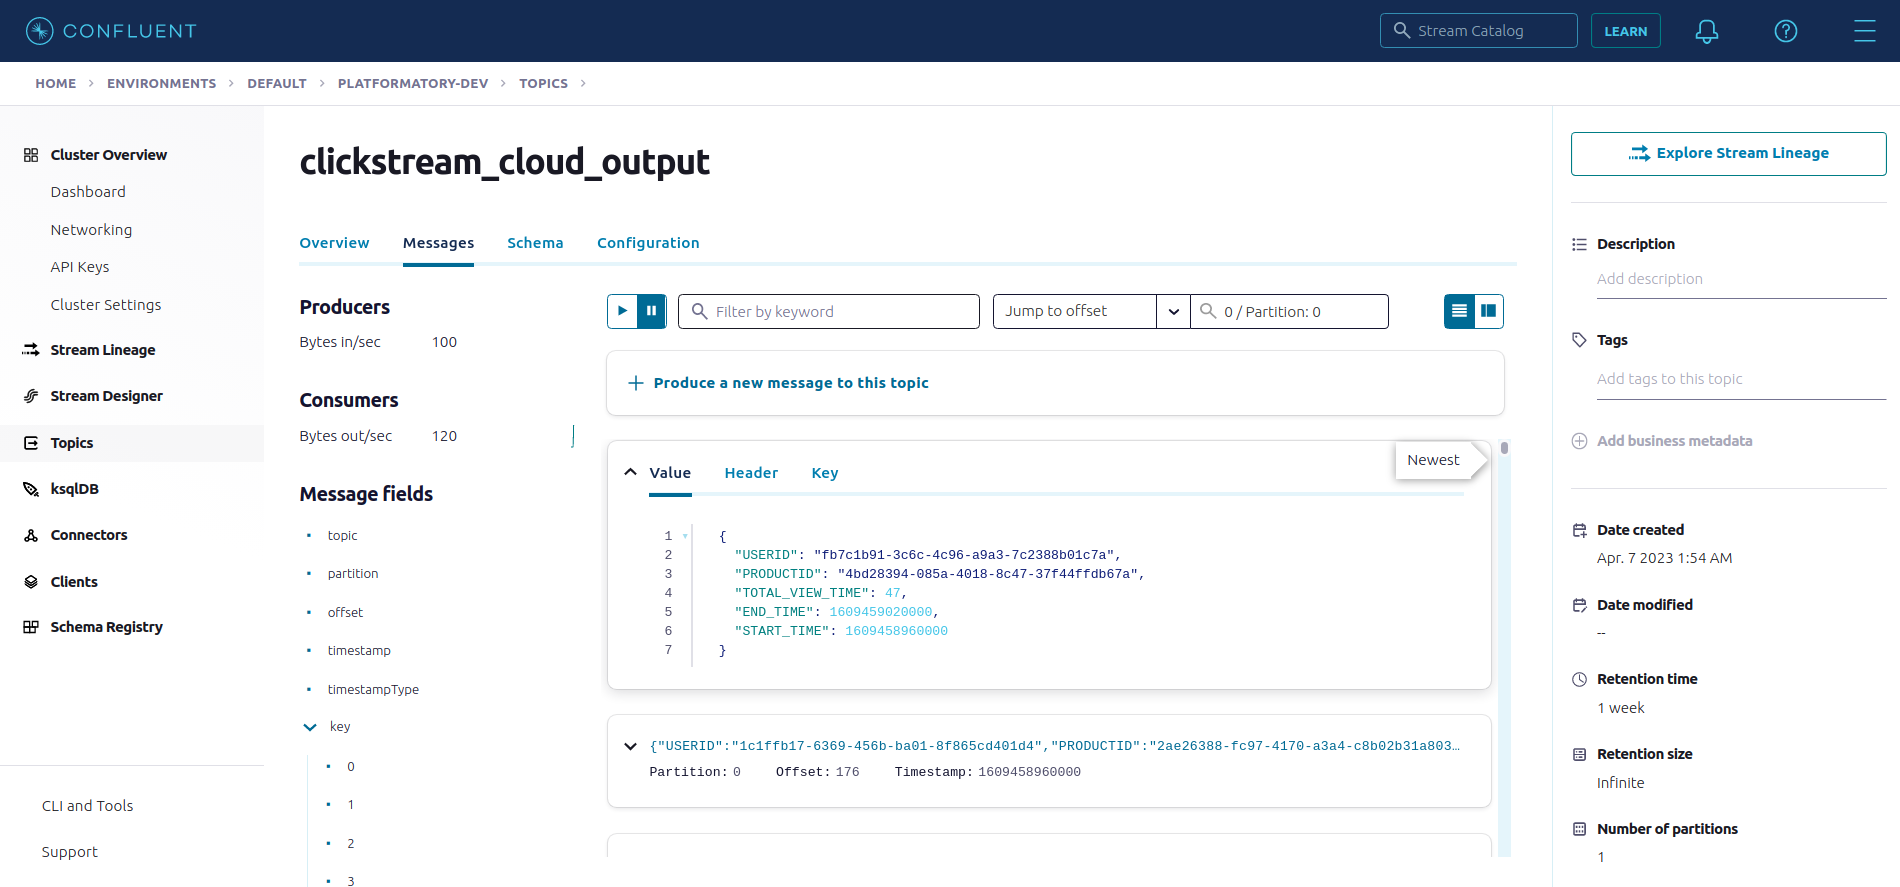 CONFLUENT
Stream Catalog
LEARN
HOME > ENVIRONMENTS > DEFAULT > PLATFORMATORY-DEV > TOPICS >
Cluster Overview
Dashboard
Networking
API Keys
Cluster Settings
Stream Lineage
Stream Designer
Topics
ksqlDB
Connectors
Clients
Schema Registry
CLI and Tools
Support
clickstream_cloud_output
Overview Messages Schema Configuration
Producers
Bytes in/sec 100
Consumers
Bytes out/sec 120
Message fields
topic
partition
offset
timestamp
timestampType
key
0
1
2
3
Filter by keyword
Jump to offset
0 / Partition: 0
Produce a new message to this topic
Newest
Value Header Key
1 {
2 "USERID": "fb7c1b91-3c6c-4c96-a9a3-7c2388b01c7a",
3 "PRODUCTID": "4bd28394-085a-4018-8c47-37f44ffdb67a",
4 "TOTAL_VIEW_TIME": 47,
5 "END_TIME": 1609459020000,
6 "START_TIME": 1609458960000
7 }
{"USERID":"1c1ffb17-6369-456b-ba01-8f865cd401d4","PRODUCTID":"2ae26388-fc97-4170-a3a4-c8b02b31a803…
Partition: 0 Offset: 176 Timestamp: 1609458960000
Explore Stream Lineage
Description
Add description
Tags
Add tags to this topic
Add business metadata
Date created
Apr. 7 2023 1:54 AM
Date modified
--
Retention time
1 week
Retention size
Infinite
Number of partitions
1